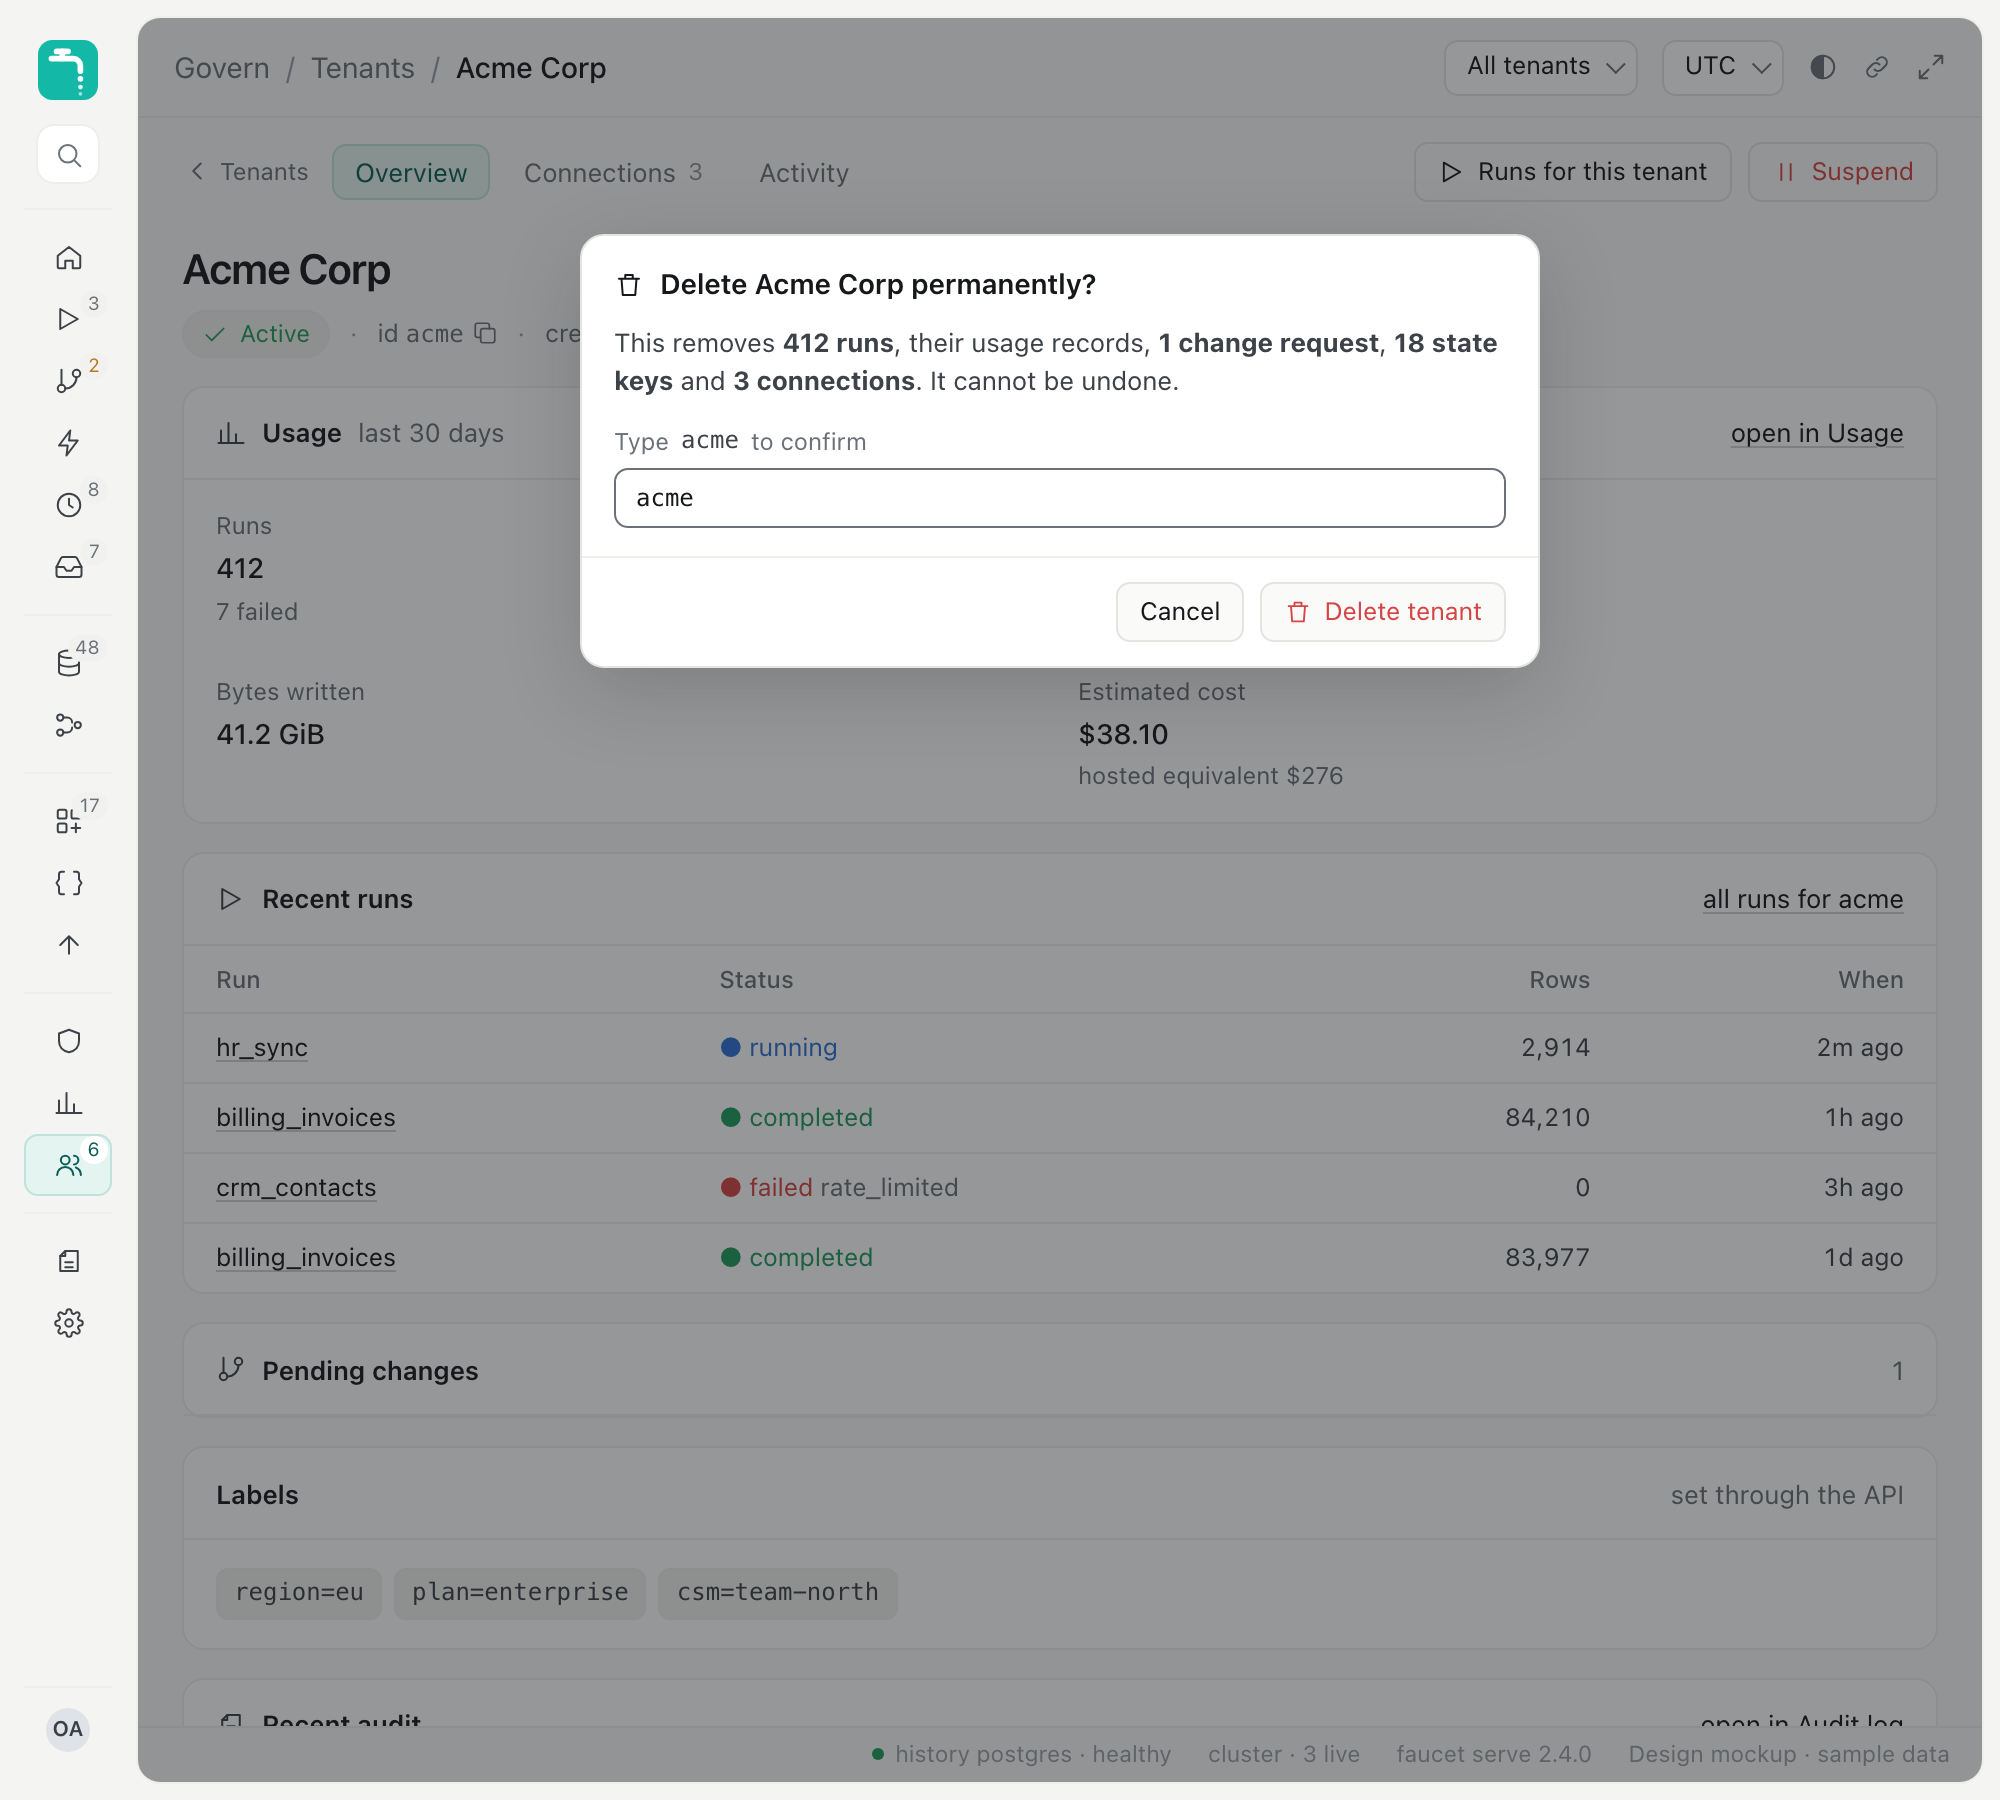 Govern / Tenants / Acme Corp
All tenants
UTC
Tenants
Overview
Connections 3
Activity
Runs for this tenant
Suspend
Acme Corp
Active · id acme ·
Delete Acme Corp permanently?
This removes 412 runs, their usage records, 1 change request, 18 state
keys and 3 connections. It cannot be undone.
Type acme to confirm
acme
Cancel
Delete tenant
Usage last 30 days
open in Usage
Runs
412
7 failed
Bytes written
41.2 GiB
Estimated cost
$38.10
hosted equivalent $276
Recent runs
all runs for acme
Run Status Rows When
hr_sync running 2,914 2m ago
billing_invoices completed 84,210 1h ago
crm_contacts failed rate_limited 0 3h ago
billing_invoices completed 83,977 1d ago
Pending changes 1
Labels
set through the API
region=eu plan=enterprise csm=team-north
Recent audit
open in Audit log
history postgres · healthy
cluster · 3 live
faucet serve 2.4.0
Design mockup · sample data
3
2
8
7
48
17
6
OA